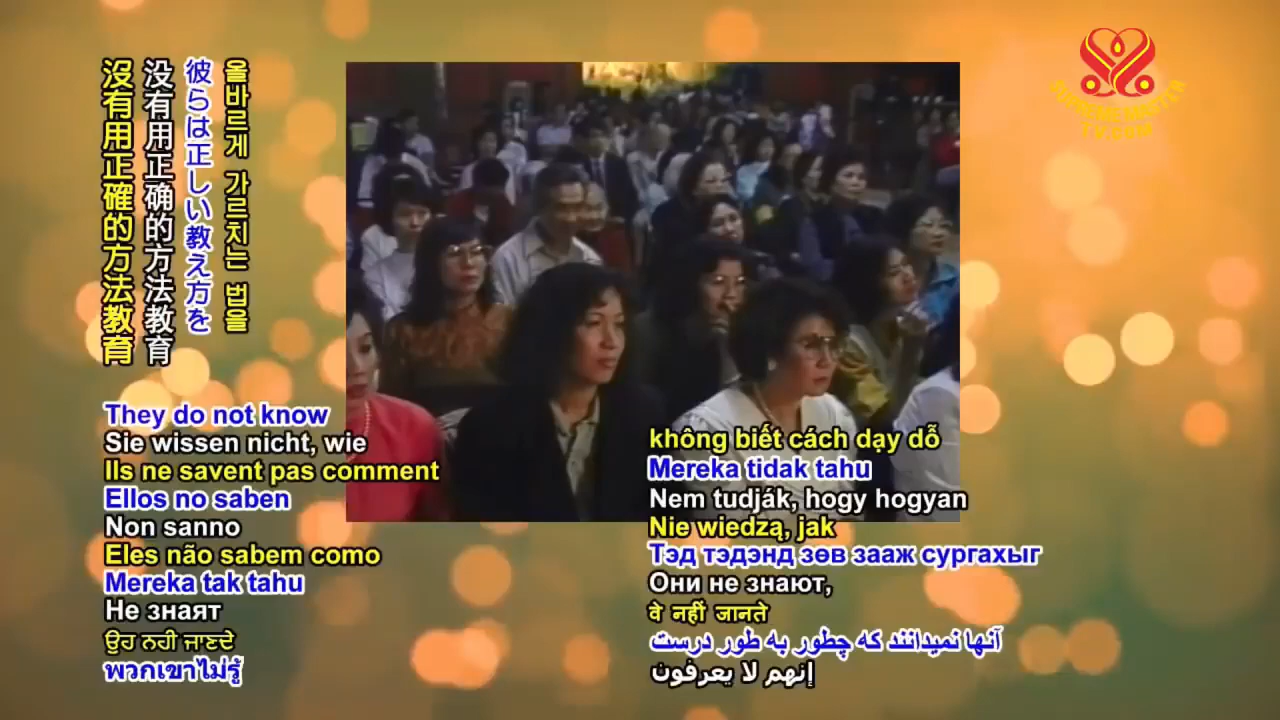 SUPREME MASTER
TV.COM
올바르게 가르치는 법을
彼らは正しい教え方を
没有用正确的方法教育
沒有用正確的方法教育
They do not know
Sie wissen nicht, wie
Ils ne savent pas comment
Ellos no saben
Non sanno
Eles não sabem como
Mereka tak tahu
Не знаят
ਉਹ ਨਹੀ ਜਾਣਦੇ
พวกเขาไม่รู้
không biết cách dạy dỗ
Mereka tidak tahu
Nem tudják, hogy hogyan
Nie wiedzą, jak
Тэд тэдэнд зөв зааж сургахыг
Они не знают,
वे नहीं जानते
آنها نمیدانند که چطور به طور درست
إنهم لا يعرفون